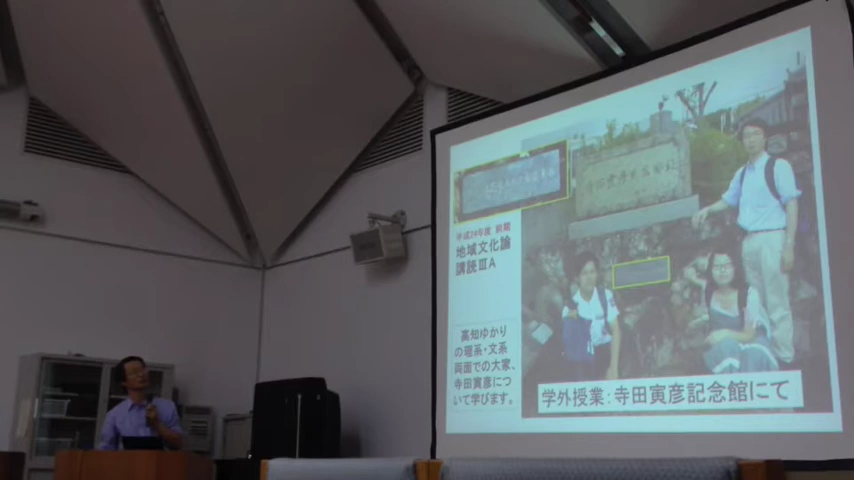 平成24年度 前期
地域文化論
講読ⅢA
高知ゆかり
の理系・文系
両面での大家、
寺田寅彦につ
いて学びます。
学外授業：寺田寅彦記念館にて